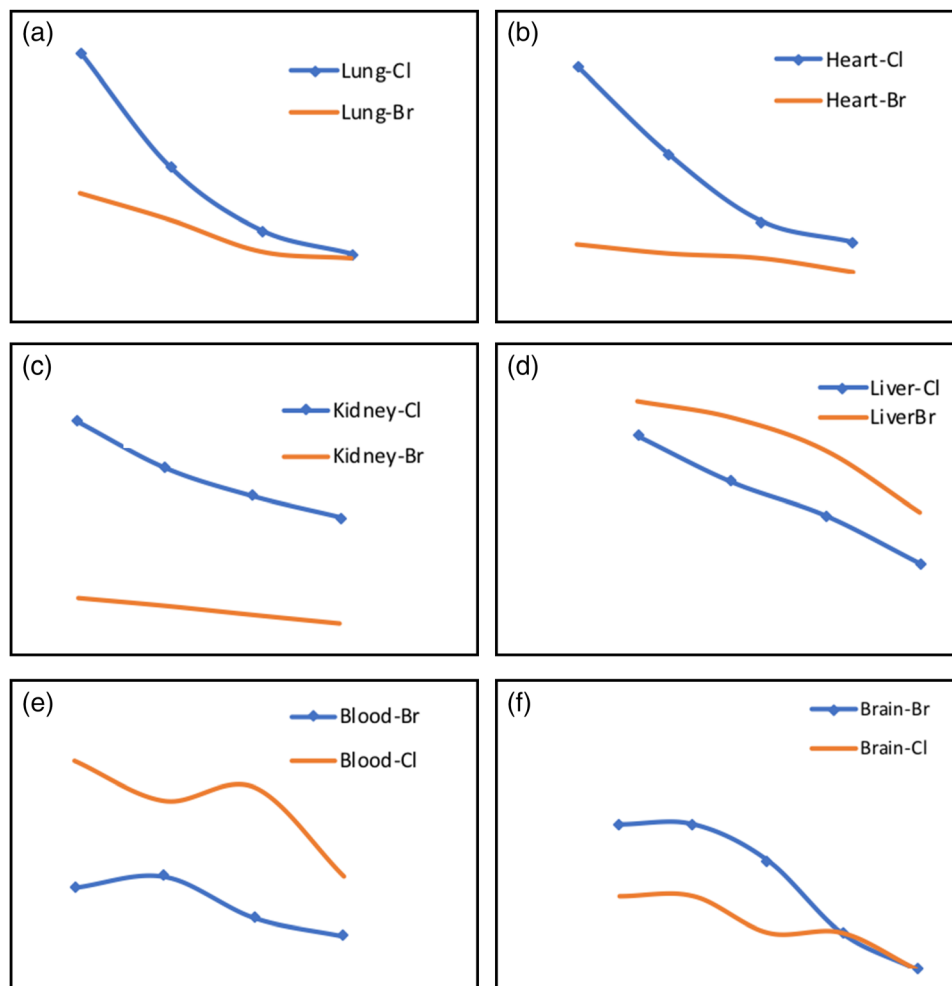 (a)
Lung-Cl
Lung-Br
(b)
Heart-Cl
Heart-Br
(c)
Kidney-Cl
Kidney-Br
(d)
Liver-Cl
LiverBr
(e)
Blood-Br
Blood-Cl
(f)
Brain-Br
Brain-Cl